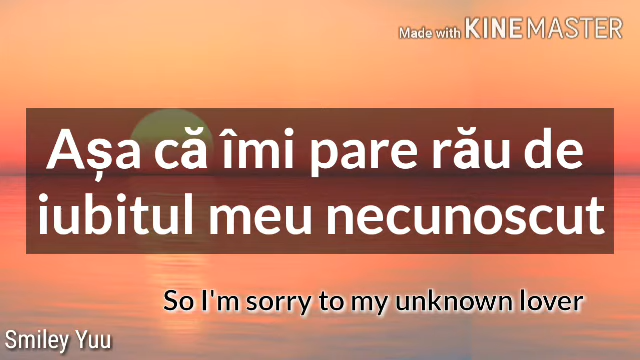 Made with KINEMASTER
Așa că îmi pare rău de
iubitul meu necunoscut
So I'm sorry to my unknown lover
Smiley Yuu